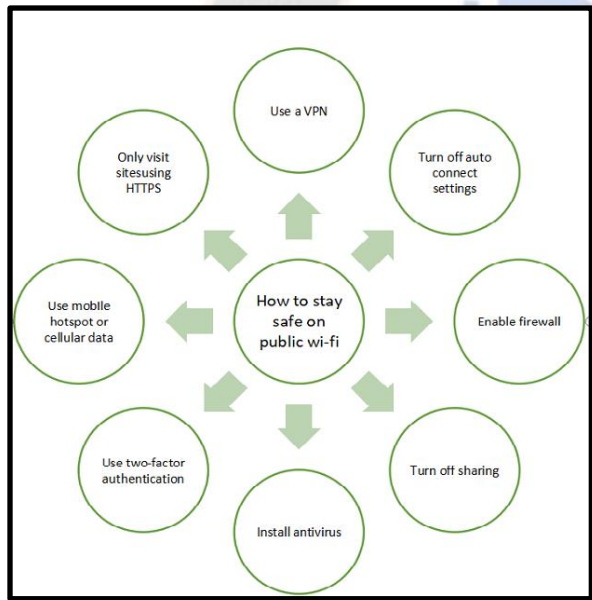 Use a VPN
Only visit
sitesusing
HTTPS
Turn off auto
connect
settings
Use mobile
hotspot or
cellular data
How to stay
safe on
public wi-fi
Enable firewall
Use two-factor
authentication
Turn off sharing
Install antivirus